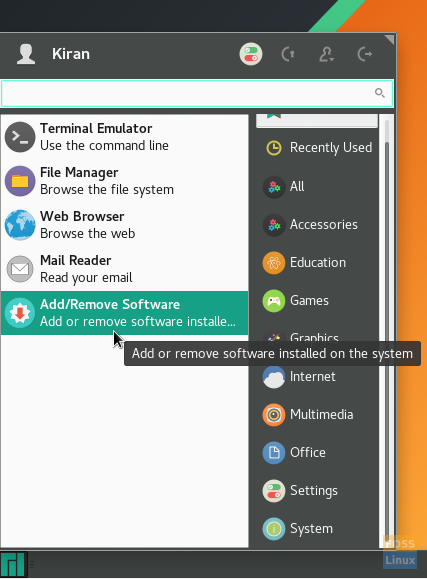 Kiran
Terminal Emulator
Use the command line
File Manager
Browse the file system
Web Browser
Browse the web
Mail Reader
Read your email
Add/Remove Software
Add or remove software installe...
Recently Used
All
Accessories
Education
Games
Graphics
Add or remove software installed on the system
Internet
Multimedia
Office
Settings
System
FOSS
Linux